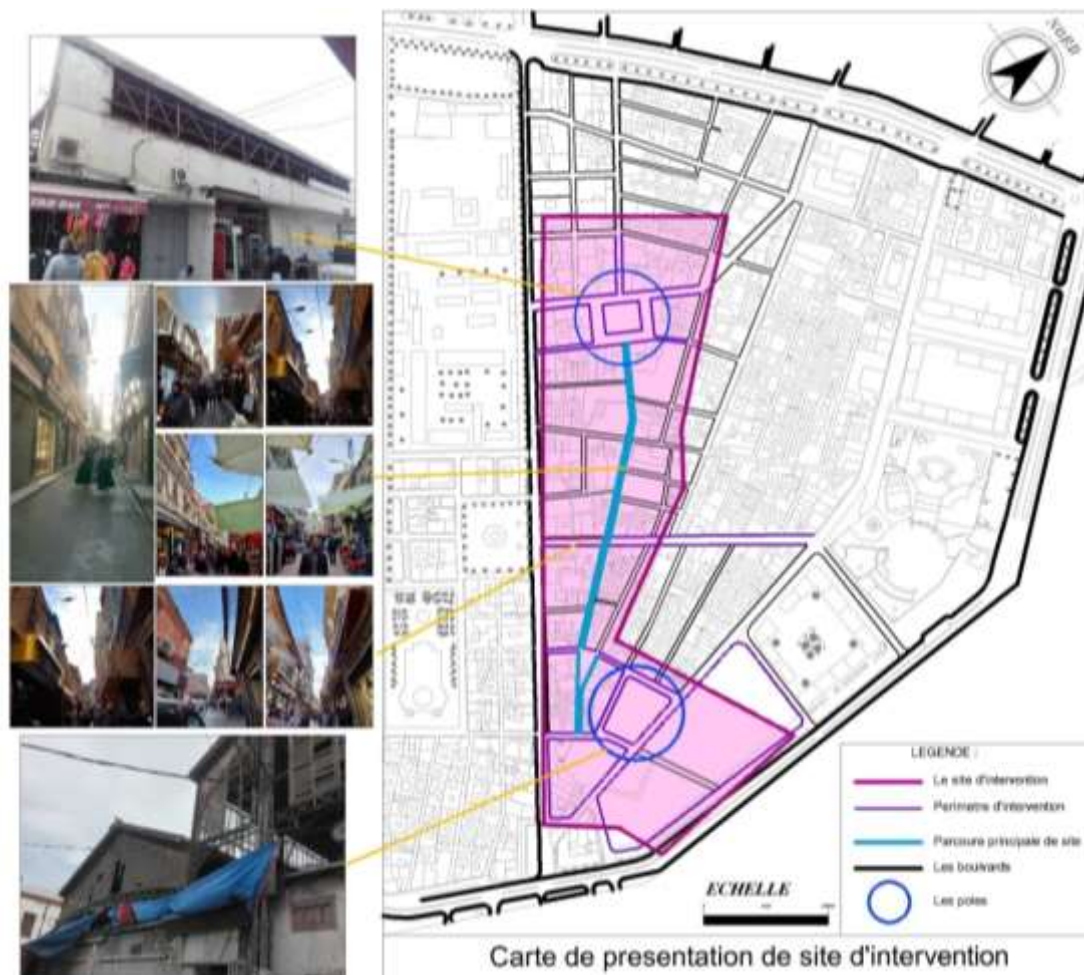 NORD
LEGENDE :
Le site d'intervention
Perimetre d'intervention
Parcoure principale de site
Les boulvards
Les poles
ECHELLE
Carte de presentation de site d'intervention